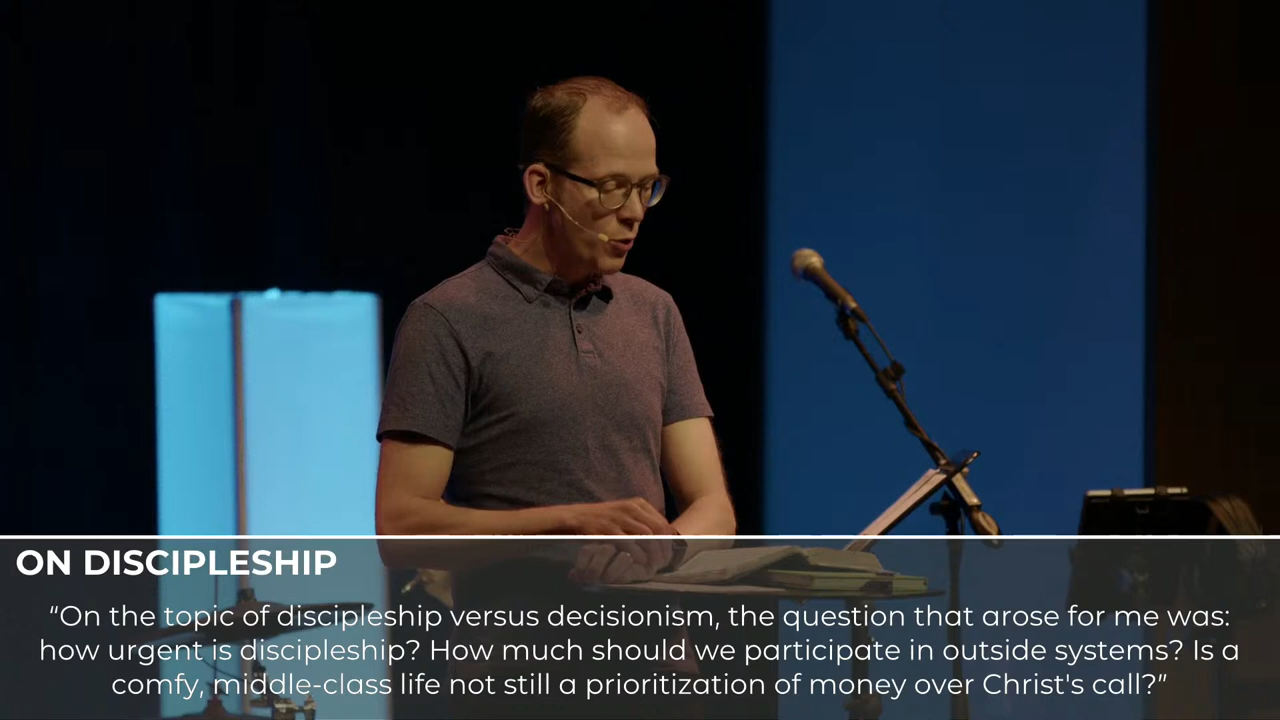 ON DISCIPLESHIP
“On the topic of discipleship versus decisionism, the question that arose for me was:
how urgent is discipleship? How much should we participate in outside systems? Is a
comfy, middle-class life not still a prioritization of money over Christ's call?”